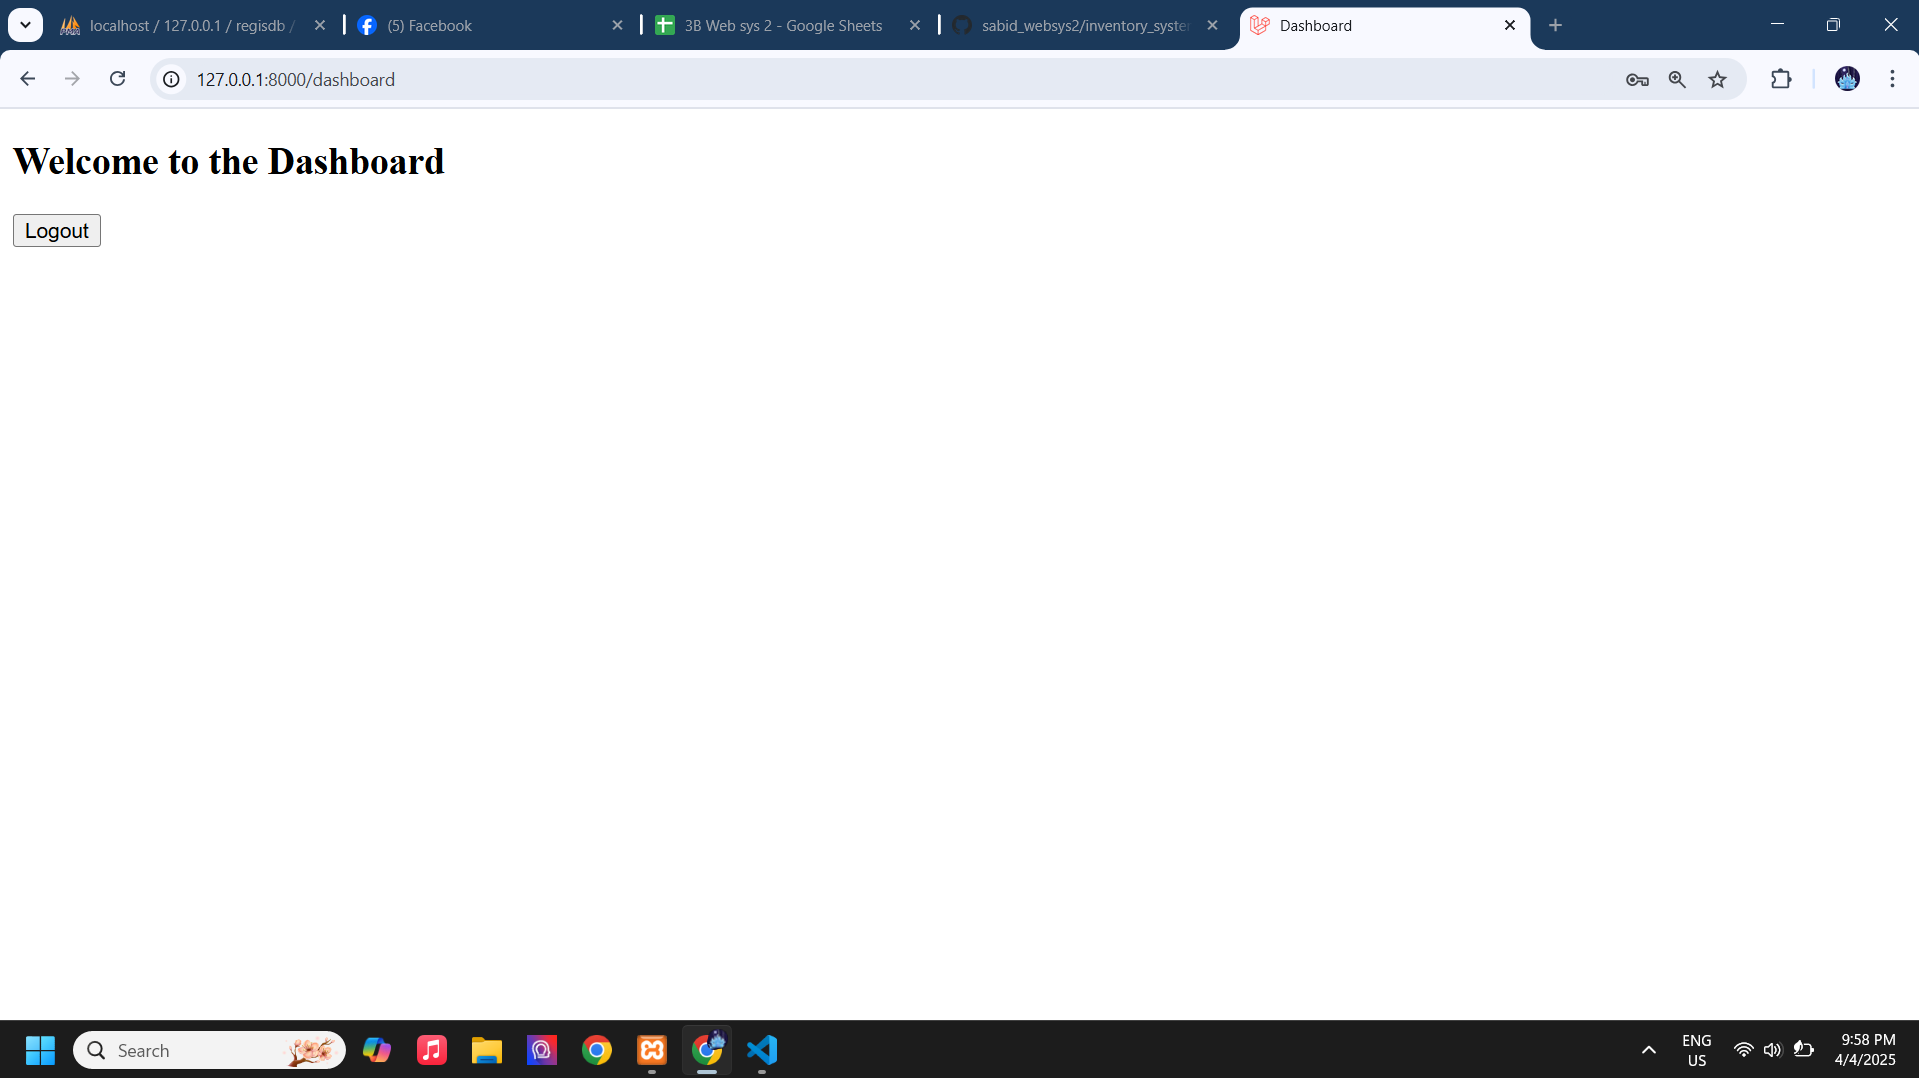 localhost / 127.0.0.1 / regisdb /
(5) Facebook
3B Web sys 2 - Google Sheets
sabid_websys2/inventory_syste
Dashboard
127.0.0.1:8000/dashboard
Welcome to the Dashboard
Logout
Search
ENG
US
9:58 PM
4/4/2025